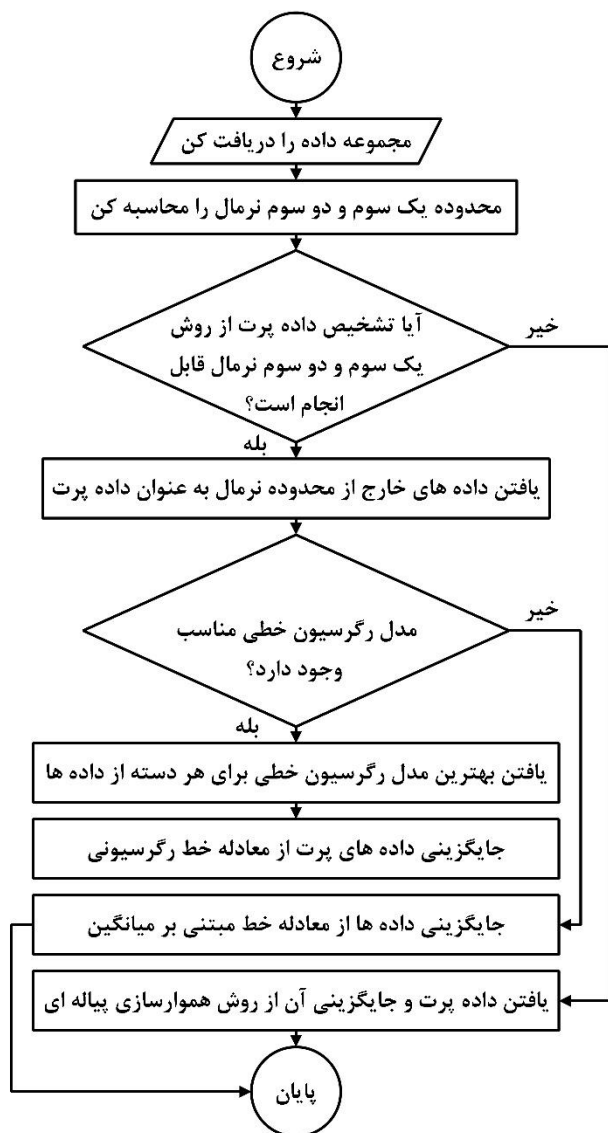 شروع
مجموعه داده را دریافت کن
محدوده یک سوم و دو سوم نرمال را محاسبه کن
آیا تشخیص داده پرت از روش
یک سوم و دو سوم نرمال قابل
انجام است؟
خیر
بله
یافتن داده های خارج از محدوده نرمال به عنوان داده پرت
مدل رگرسیون خطی مناسب
وجود دارد؟
خیر
بله
یافتن بهترین مدل رگرسیون خطی برای هر دسته از داده ها
جایگزینی داده های پرت از معادله خط رگرسیونی
جایگزینی داده ها از معادله خط مبتنی بر میانگین
یافتن داده پرت و جایگزینی آن از روش هموارسازی پیاله ای
پایان